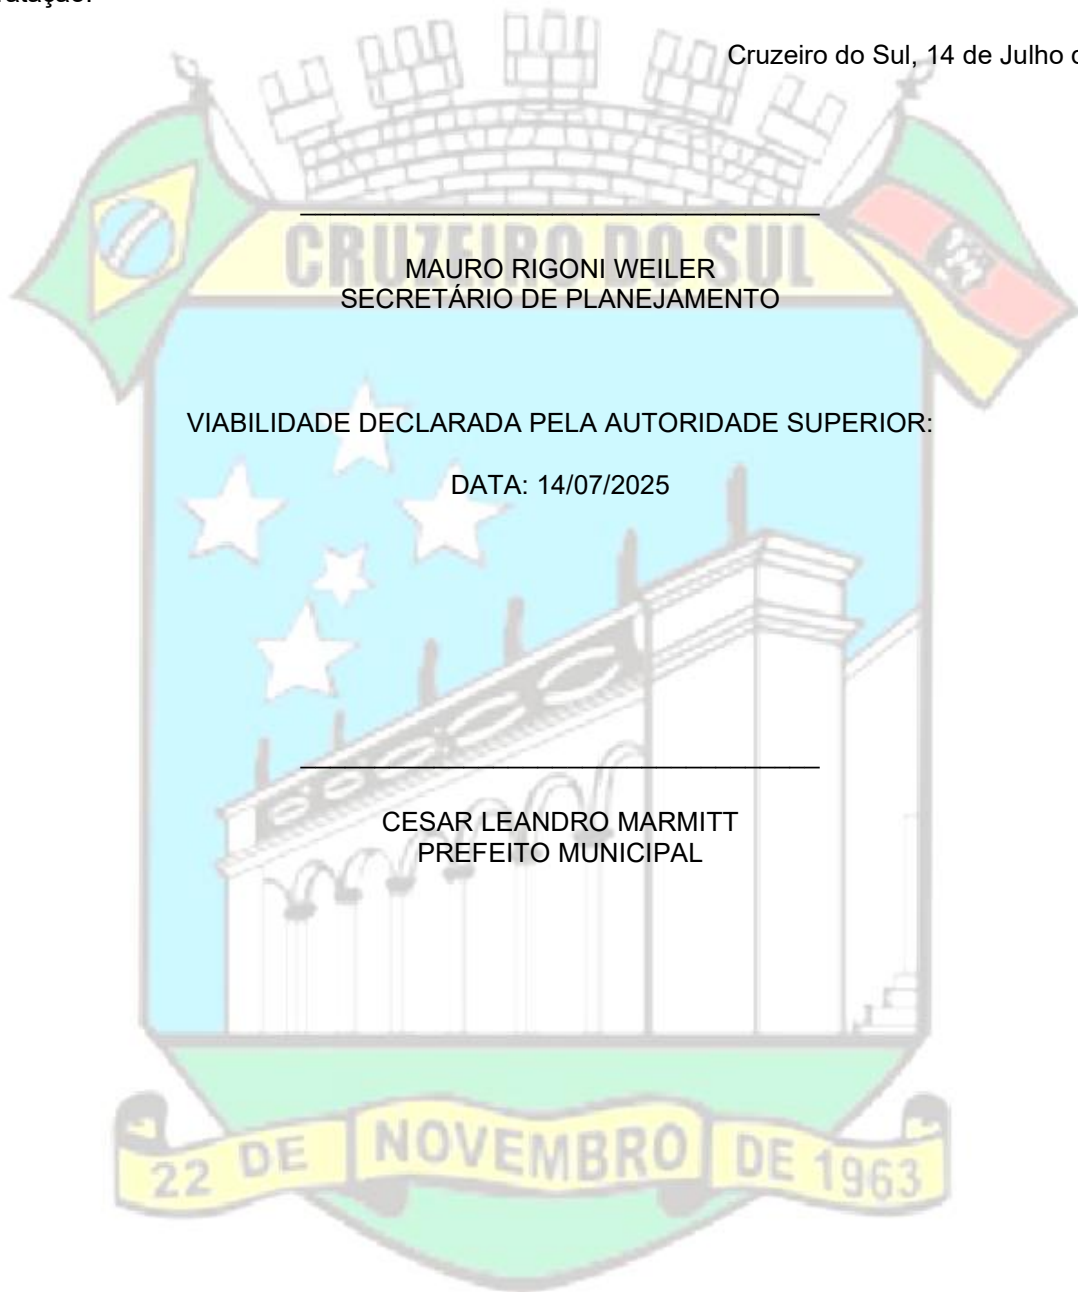 Cruzeiro do Sul, 14 de Julho
CRUZEIRO DO SUL
MAURO RIGONI WEILER
SECRETÁRIO DE PLANEJAMENTO
VIABILIDADE DECLARADA PELA AUTORIDADE SUPERIOR:
DATA: 14/07/2025
CESAR LEANDRO MARMITT
PREFEITO MUNICIPAL
22 DE NOVEMBRO DE 1963